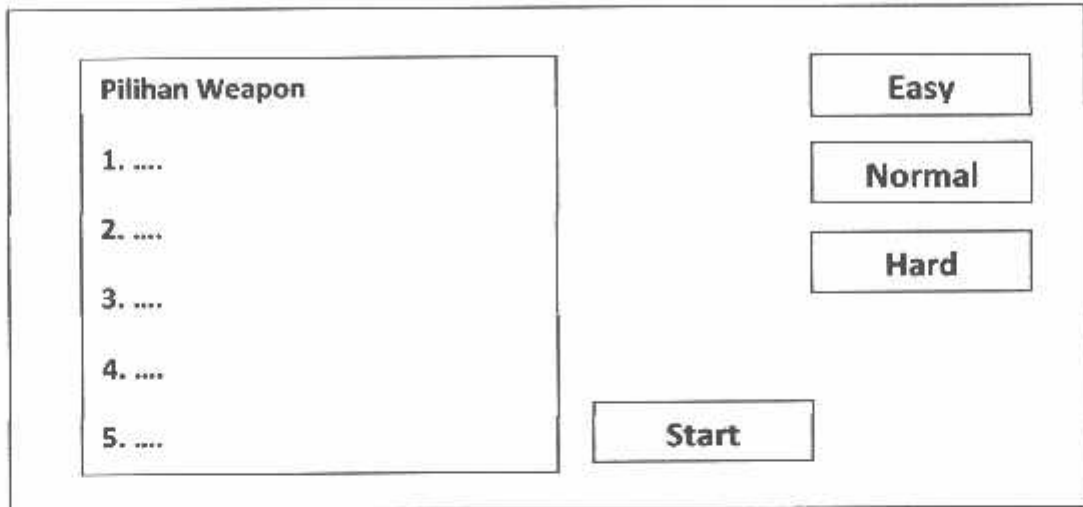 Pilihan Weapon
1. ....
2. ....
3. ....
4. ....
5. ....
Easy
Normal
Hard
Start